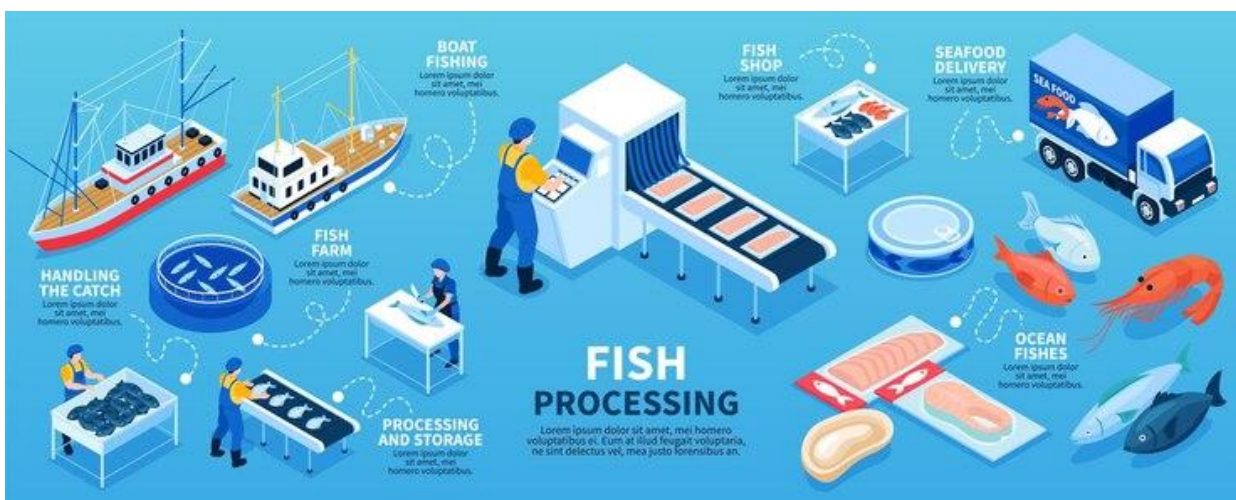 BOAT
FISHING
Lorem ipsum dolor
sit amet, mei
homero voluptatibus.
FISH
SHOP
Lorem ipsum dolor
sit amet, mei
homero voluptatibus.
SEAFOOD
DELIVERY
Lorem ipsum dolor
sit amet, mei
homero voluptatibus.
SEA FOOD
FISH
FARM
Lorem ipsum dolor
sit amet, mei
homero voluptatibus.
HANDLING
THE CATCH
Lorem ipsum dolor
sit amet, mei
homero voluptatibus.
OCEAN
FISHES
Lorem ipsum dolor
sit amet, mei
homero voluptatibus.
PROCESSING
AND STORAGE
Lorem ipsum dolor
sit amet, mei
homero voluptatibus.
FISH
PROCESSING
Lorem ipsum dolor sit amet, mei homero
voluptatibus ei. Eum at illud feugait voluptaria,
ne sint delectus vel, mea justo forensibus an.